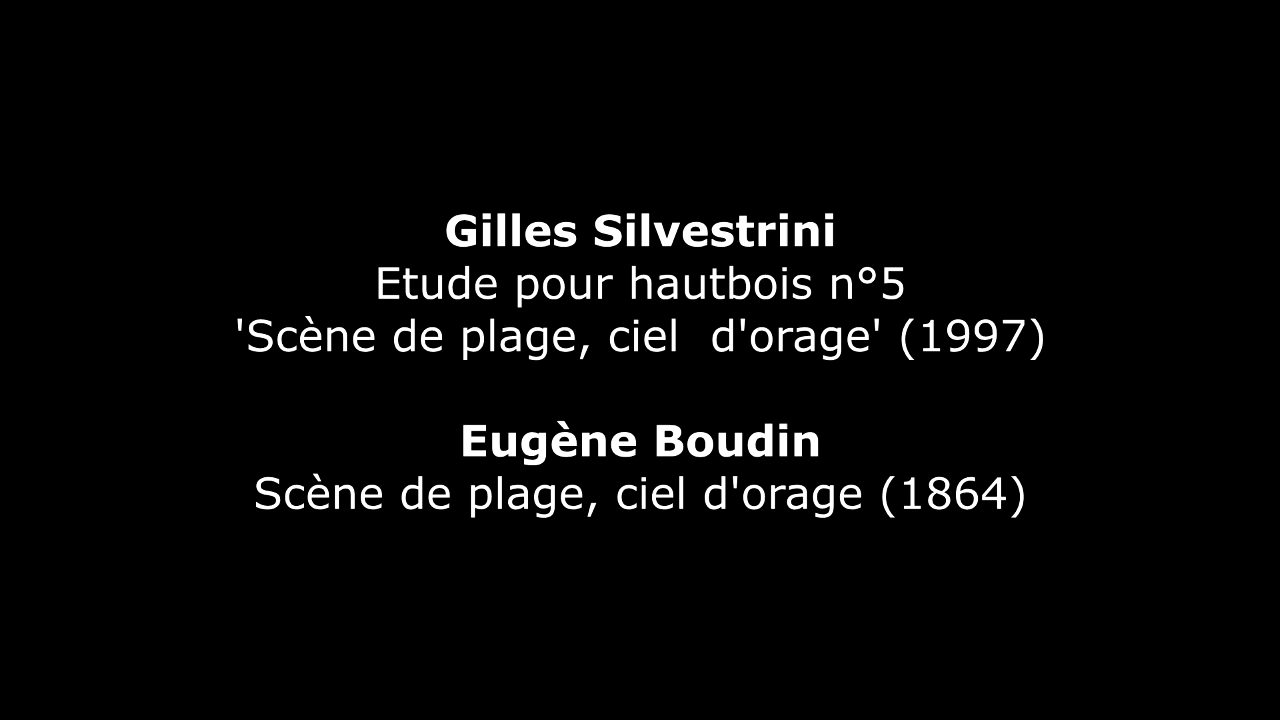 Gilles Silvestrini
Etude pour hautbois n°5
'Scène de plage, ciel  d'orage' (1997)
Eugène Boudin
Scène de plage, ciel d'orage (1864)